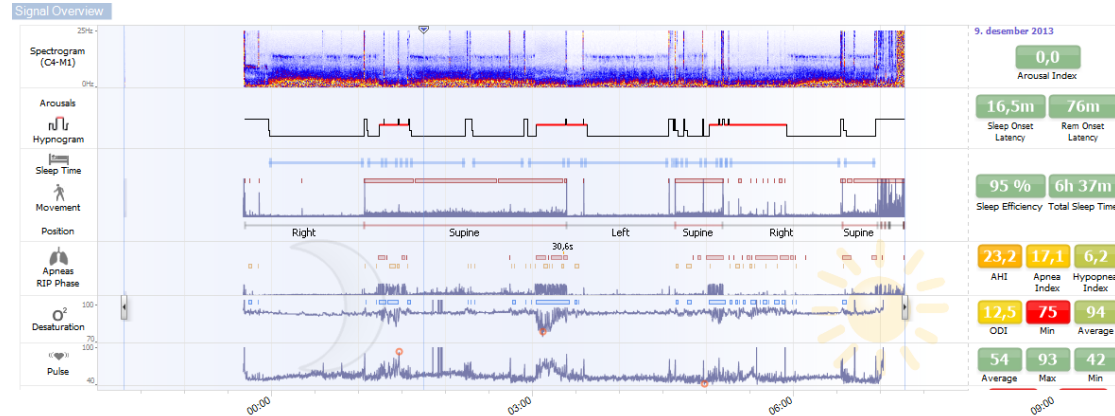 Signal Overview
25Hz
Spectrogram
(C4-M1)
0Hz
9. desember 2013
0,0
Arousal Index
Arousals
Hypnogram
16,5m 76m
Sleep Onset Latency Rem Onset Latency
Sleep Time
Movement
95 % 6h 37m
Sleep Efficiency Total Sleep Time
Position
Right Supine Left Supine Right Supine
30,6s
Apneas
RIP Phase
23,2 17,1 6,2
AHI Apnea Index Hypopnea Index
100
O2
Desaturation
70
12,5 75 94
ODI Min Average
100
Pulse
40
54 93 42
Average Max Min
00:00 03:00 06:00 09:00